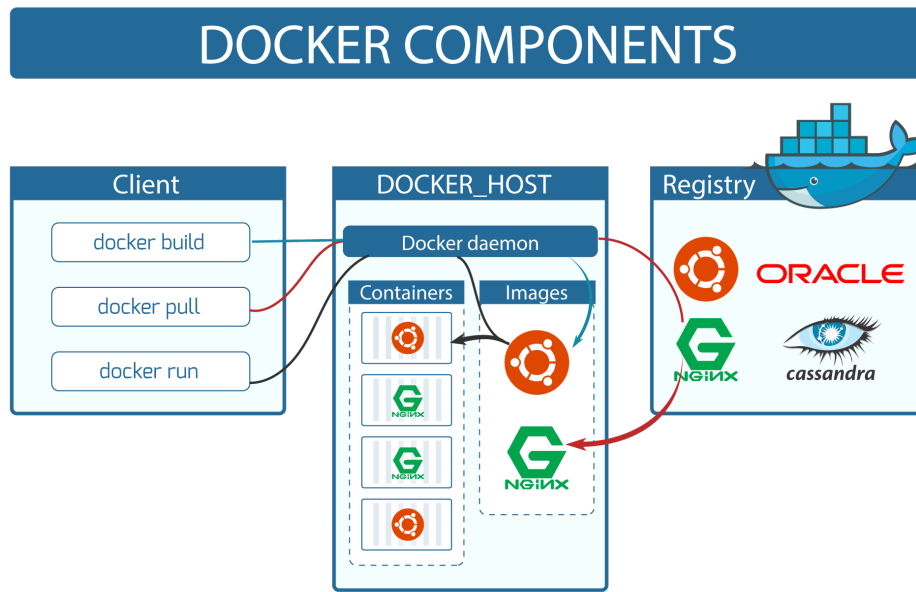 DOCKER COMPONENTS
Client
docker build
docker pull
docker run
DOCKER_HOST
Docker daemon
Containers
NGiNX
NGiNX
Images
NGiNX
Registry
ORACLE
NGiNX
cassandra